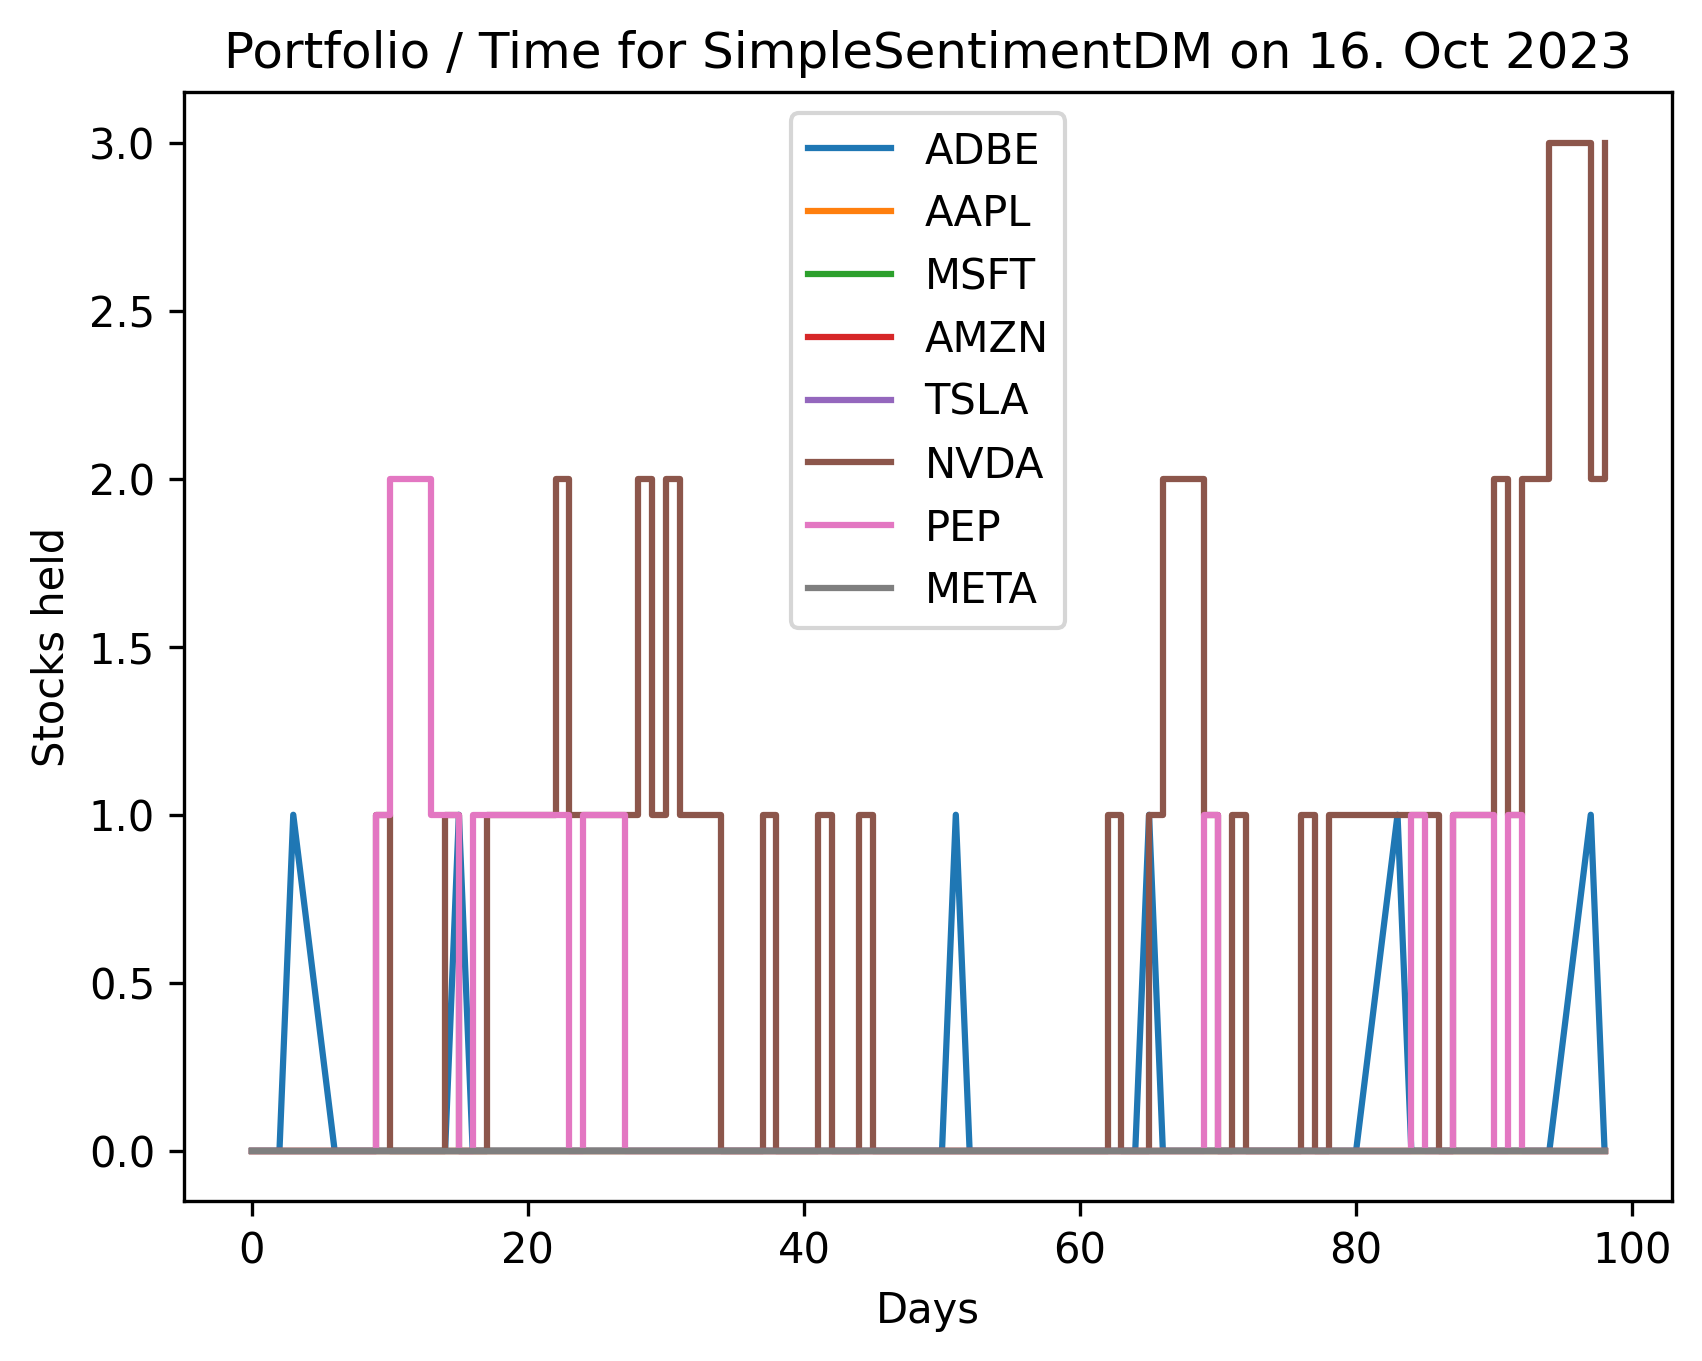 Portfolio / Time for SimpleSentimentDM on 16. Oct 2023
3.0
2.5
2.0
1.5
1.0
0.5
0.0
Stocks held
ADBE
AAPL
MSFT
AMZN
TSLA
NVDA
PEP
META
0 20 40 60 80 100
Days